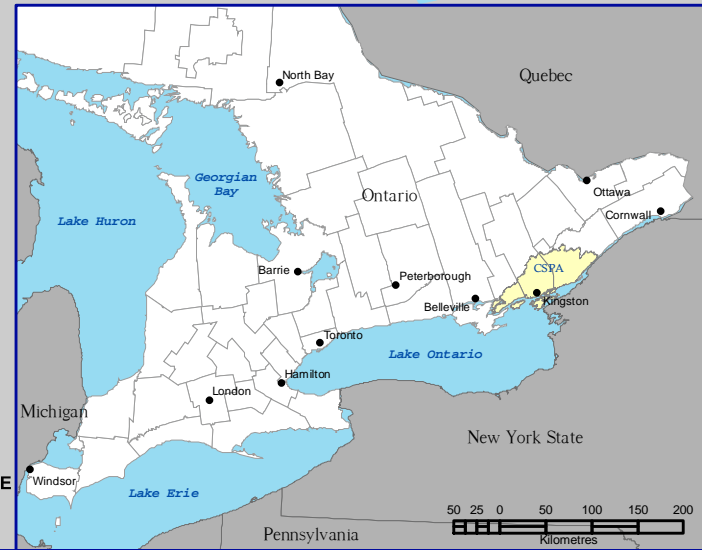 North Bay
Quebec
Georgian
Bay
Ottawa
Ontario
Lake Huron
Cornwall
CSPA
Barrie
Peterborough
Kingston
Belleville
Toronto
Lake Ontario
Hamilton
London
Michigan
New York State
E
Windsor
Lake Erie
50 25 0 50 100 150 200
Kilometres
Pennsylvania